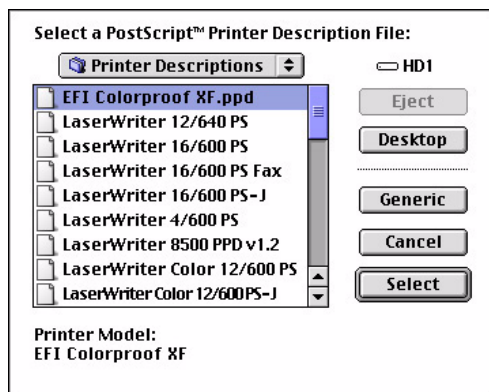 Select a PostScript™ Printer Description File:
Printer Descriptions
HD1
EFI Colorproof XF.ppd
LaserWriter 12/640 PS
LaserWriter 16/600 PS
LaserWriter 16/600 PS Fax
LaserWriter 16/600 PS-J
LaserWriter 4/600 PS
LaserWriter 8500 PPD v1.2
LaserWriter Color 12/600 PS
LaserWriter Color 12/600 PS-J
Eject
Desktop
Generic
Cancel
Select
Printer Model:
EFI Colorproof XF